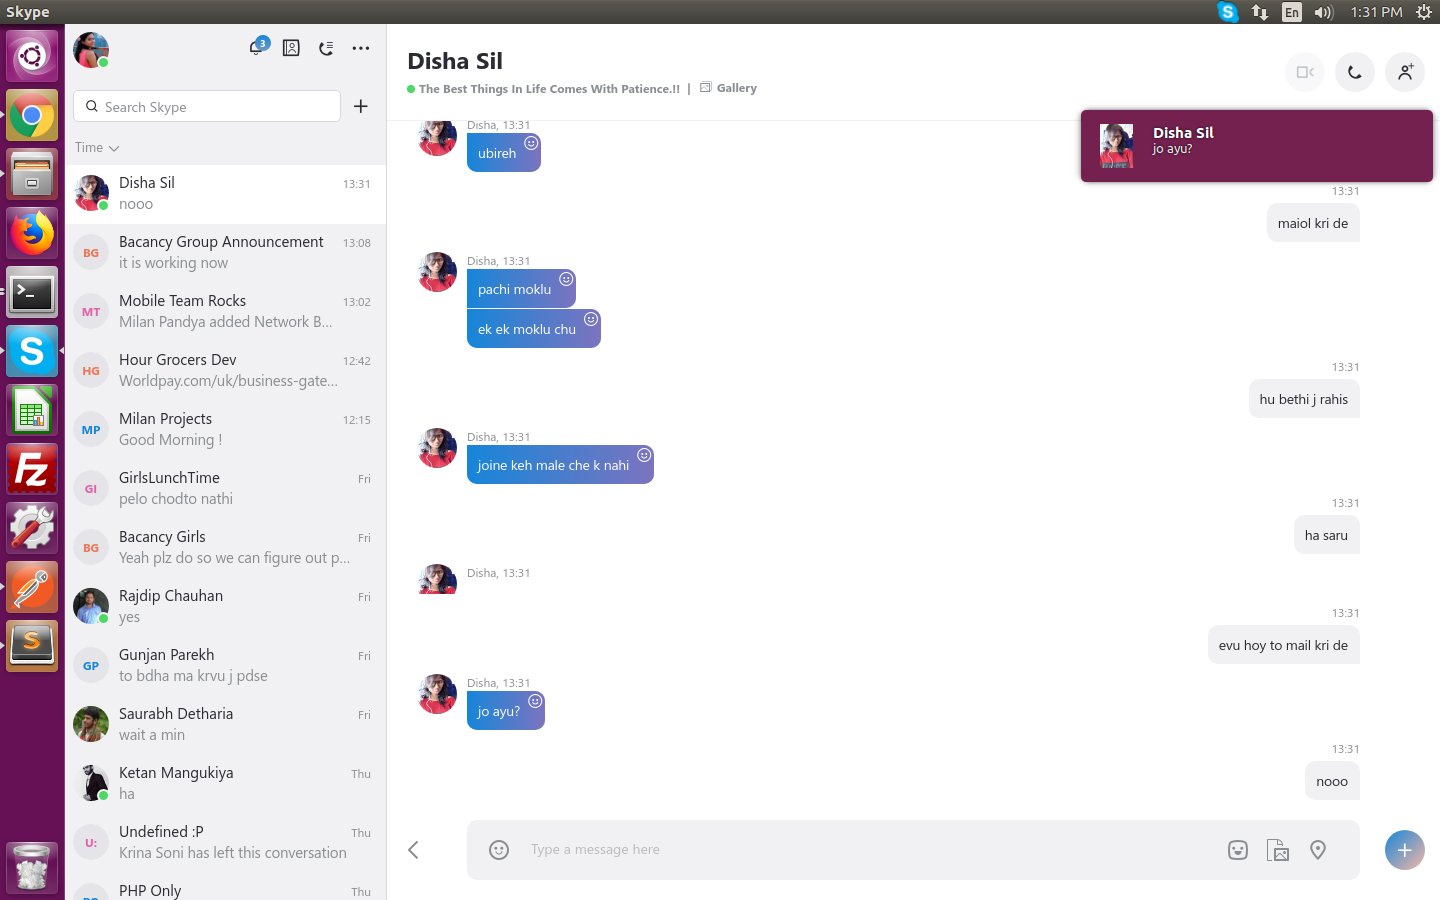 Skype
En
1:31 PM
3
Search Skype
Time
Disha Sil
13:31
nooo
BG
Bacancy Group Announcement
13:08
it is working now
MT
Mobile Team Rocks
13:02
Milan Pandya added Network B...
HG
Hour Grocers Dev
12:42
Worldpay.com/uk/business-gate...
MP
Milan Projects
12:15
Good Morning !
GI
GirlsLunchTime
Fri
pelo chodto nathi
BG
Bacancy Girls
Fri
Yeah plz do so we can figure out p...
Rajdip Chauhan
Fri
yes
GP
Gunjan Parekh
Fri
to bdha ma krvu j pdse
Saurabh Detharia
Fri
wait a min
Ketan Mangukiya
Thu
ha
U:
Undefined :P
Thu
Krina Soni has left this conversation
PHP Only
Thu
Disha Sil
The Best Things In Life Comes With Patience.!! | Gallery
Disha Sil
jo ayu?
Disha, 13:31
ubireh
13:31
maiol kri de
Disha, 13:31
pachi moklu
ek ek moklu chu
13:31
hu bethi j rahis
Disha, 13:31
joine keh male che k nahi
13:31
ha saru
Disha, 13:31
13:31
evu hoy to mail kri de
Disha, 13:31
jo ayu?
13:31
nooo
Type a message here